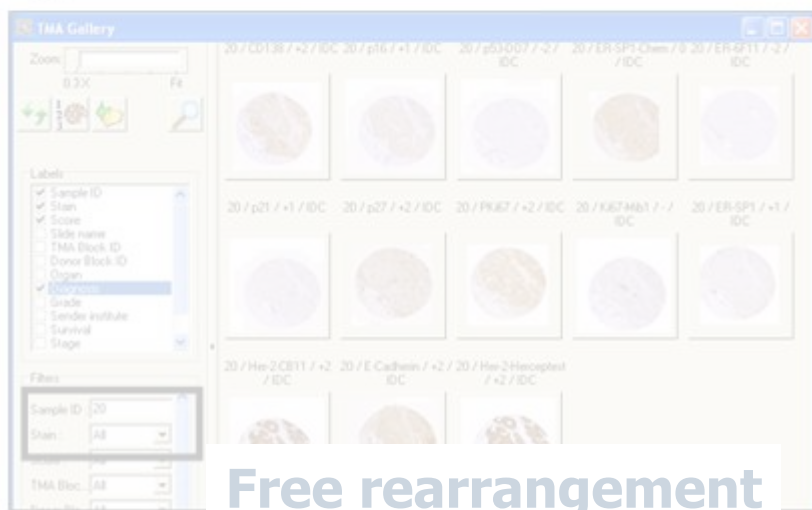 TMA Gallery
Zoom
0.3X Fit
Labels
Sample ID
Stain
Score
Slide name
TMA Block ID
Donor Block ID
Organ
Diagnosis
Grade
Sender institute
Survival
Stage
Filters
Sample ID : 20
Stain : All
All
TMA Bloc.. All
20 / CD138 / +2 / IDC
20 / p16 / +1 / IDC
20 / p53-DO7 / -2 /
IDC
20 / ER-SP1-Chem / 0
/ IDC
20 / ER-6F11 / -2 /
IDC
20 / p21 / +1 / IDC
20 / p27 / +2 / IDC
20 / PKi67 / +2 / IDC
20 / Ki67-Mib1 / - /
IDC
20 / ER-SP1 / +1 /
IDC
20 / Her-2-CB11 / +2
/ IDC
20 / E-Cadherin / +2 /
IDC
20 / Her-2-Herceptest
/ +2 / IDC
Free rearrangement